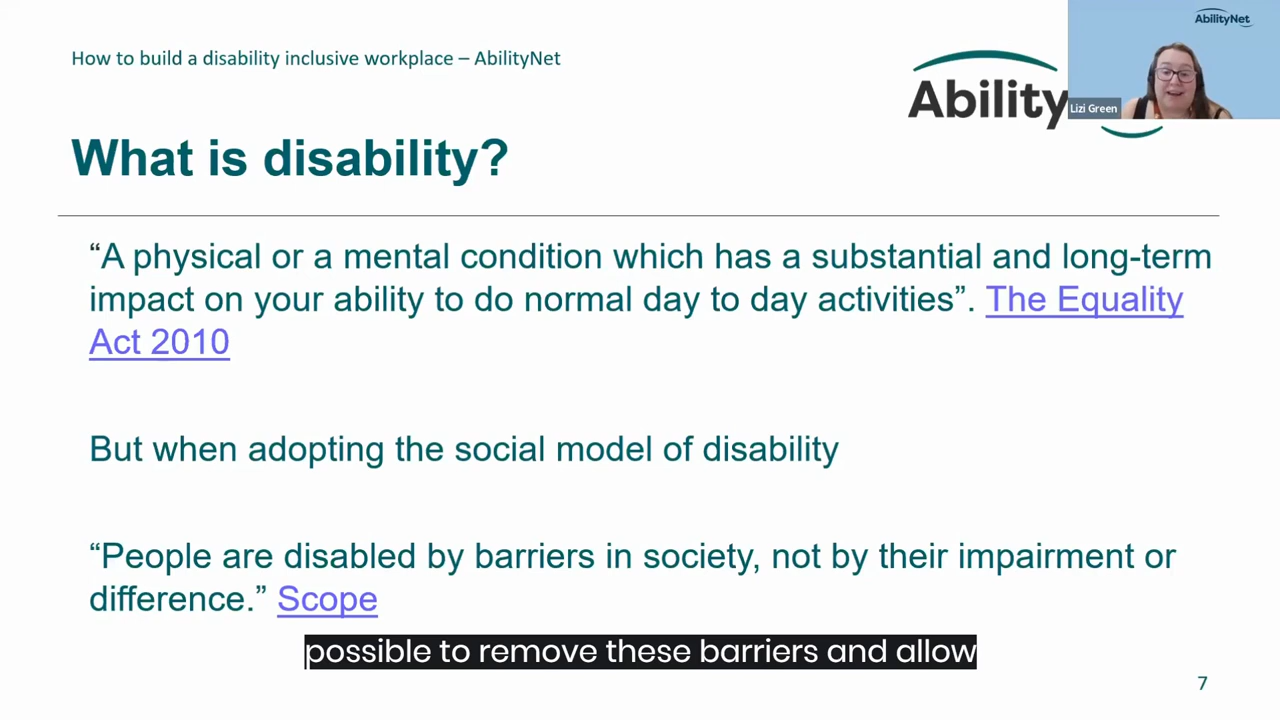 How to build a disability inclusive workplace – AbilityNet
AbilityNet
Ability
Lizi Green
What is disability?
“A physical or a mental condition which has a substantial and long-term
impact on your ability to do normal day to day activities”. The Equality
Act 2010
But when adopting the social model of disability
“People are disabled by barriers in society, not by their impairment or
difference.” Scope
possible to remove these barriers and allow
7